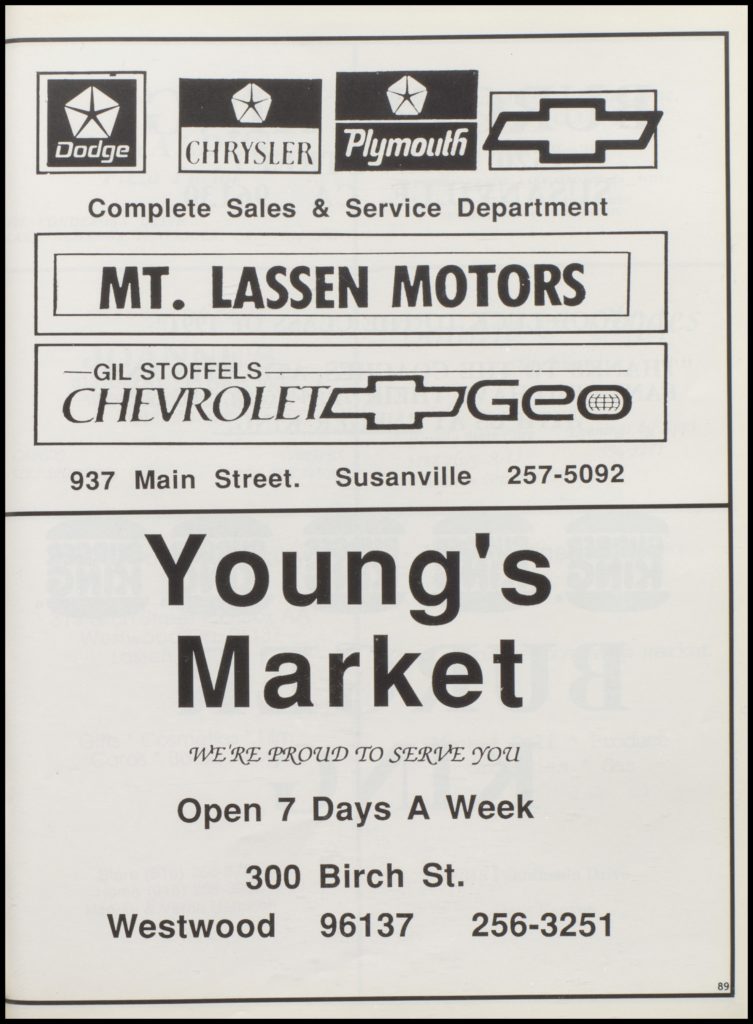 Dodge
CHRYSLER
Plymouth
Complete Sales & Service Department
MT. LASSEN MOTORS
GIL STOFFELS
CHEVROLET Geo
937 Main Street. Susanville 257-5092
Young's
Market
WE'RE PROUD TO SERVE YOU
Open 7 Days A Week
300 Birch St.
Westwood 96137 256-3251
89